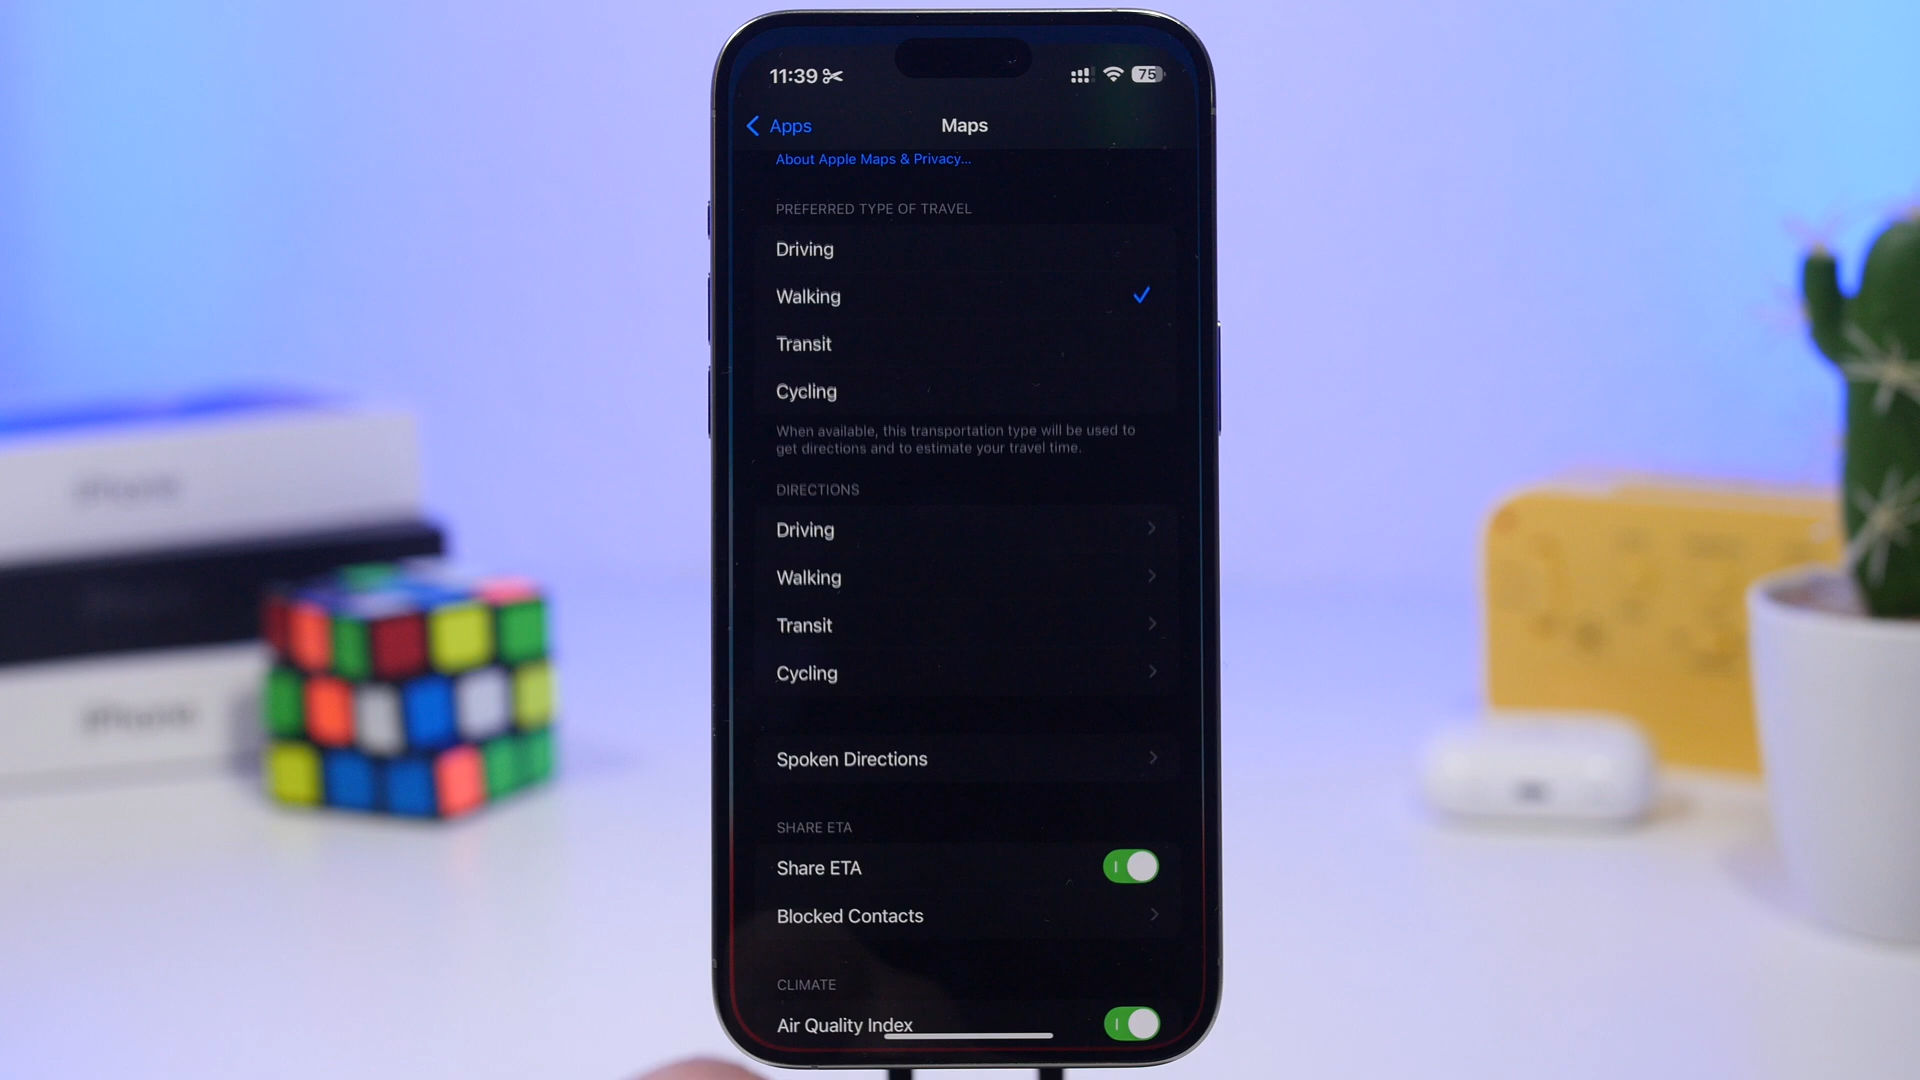 11:39
75
Apps
Maps
About Apple Maps & Privacy...
PREFERRED TYPE OF TRAVEL
Driving
Walking
Transit
Cycling
When available, this transportation type will be used to
get directions and to estimate your travel time.
DIRECTIONS
Driving
Walking
Transit
Cycling
Spoken Directions
SHARE ETA
Share ETA
Blocked Contacts
CLIMATE
Air Quality Index
iPhone
iPhone